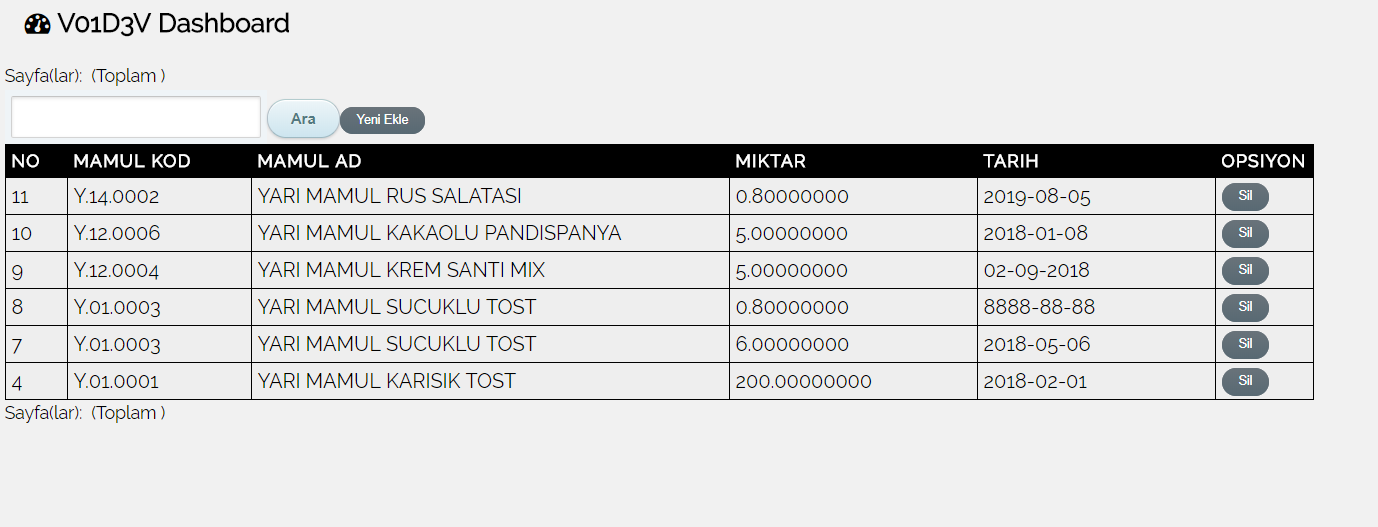 V01D3V Dashboard
Sayfa(lar): (Toplam )
Ara Yeni Ekle
NO MAMUL KOD MAMUL AD MIKTAR TARIH OPSIYON
11 Y.14.0002 YARI MAMUL RUS SALATASI 0.80000000 2019-08-05 Sil
10 Y.12.0006 YARI MAMUL KAKAOLU PANDISPANYA 5.00000000 2018-01-08 Sil
9 Y.12.0004 YARI MAMUL KREM SANTI MIX 5.00000000 02-09-2018 Sil
8 Y.01.0003 YARI MAMUL SUCUKLU TOST 0.80000000 8888-88-88 Sil
7 Y.01.0003 YARI MAMUL SUCUKLU TOST 6.00000000 2018-05-06 Sil
4 Y.01.0001 YARI MAMUL KARISIK TOST 200.00000000 2018-02-01 Sil
Sayfa(lar): (Toplam )